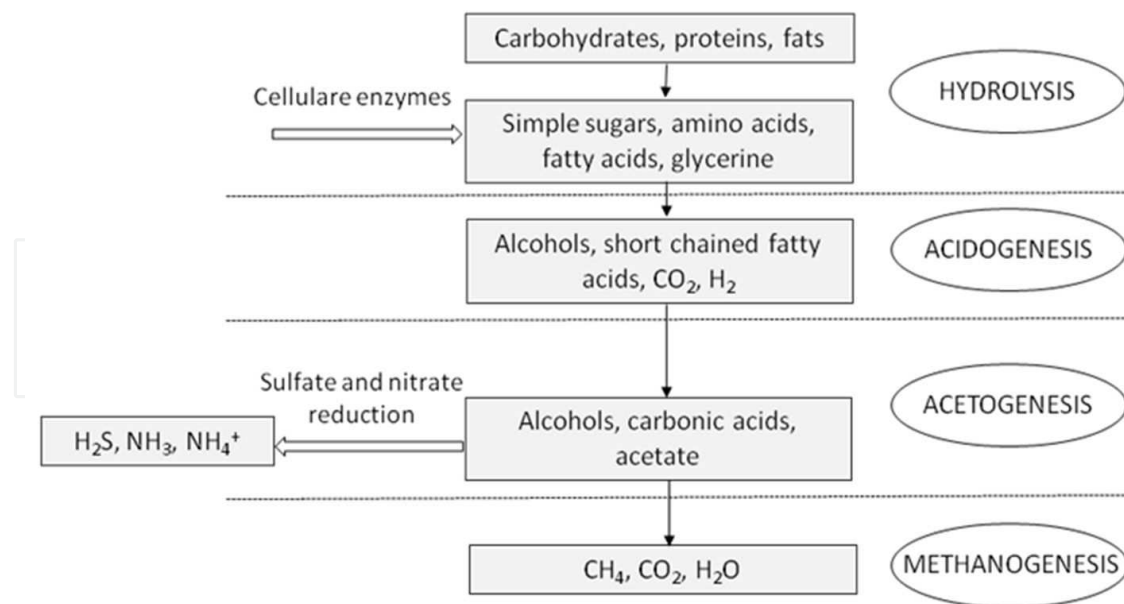 Carbohydrates, proteins, fats
HYDROLYSIS
Cellulare enzymes
Simple sugars, amino acids,
fatty acids, glycerine
Alcohols, short chained fatty
acids, CO₂, H₂
ACIDOGENESIS
Sulfate and nitrate
reduction
ACETOGENESIS
Alcohols, carbonic acids,
acetate
H₂S, NH₃, NH₄⁺
CH₄, CO₂, H₂O
METHANOGENESIS